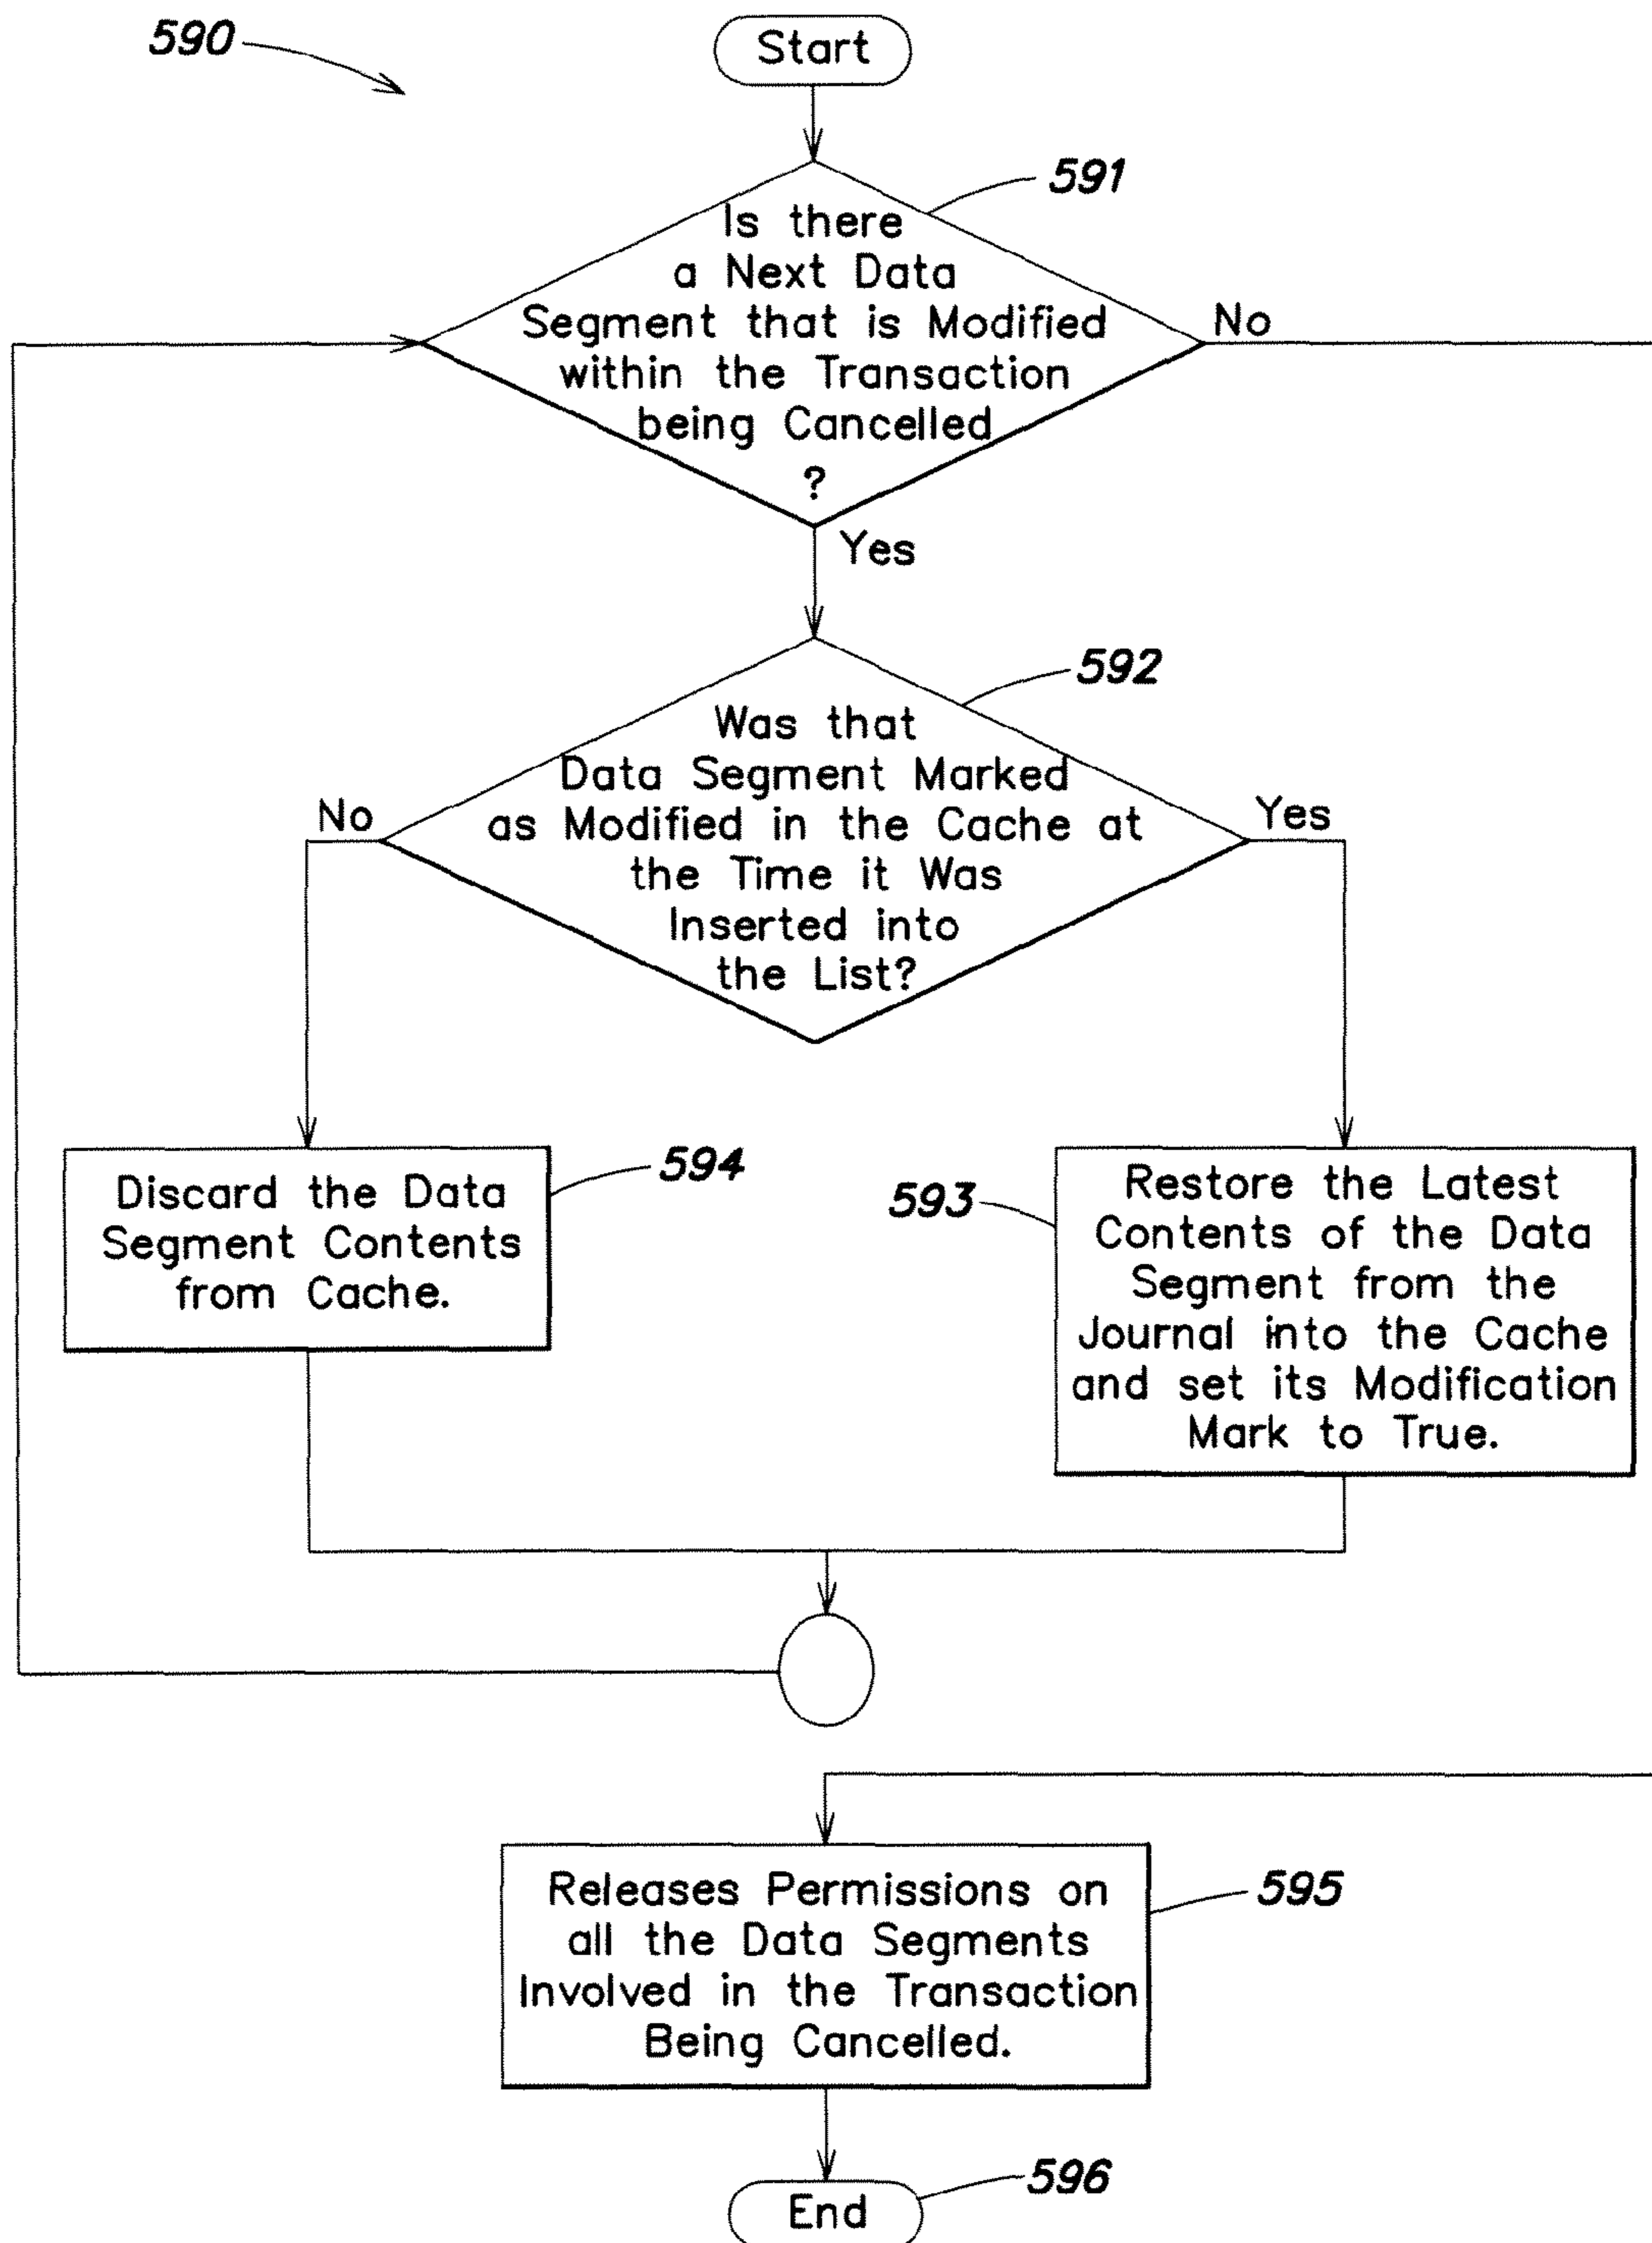 590
Start
591
Is there
a Next Data
Segment that is Modified
within the Transaction
being Cancelled
?
No
Yes
592
Was that
Data Segment Marked
as Modified in the Cache at
the Time it Was
Inserted into
the List?
No
Yes
594
Discard the Data
Segment Contents
from Cache.
593
Restore the Latest
Contents of the Data
Segment from the
Journal into the Cache
and set its Modification
Mark to True.
Releases Permissions on
all the Data Segments
Involved in the Transaction
Being Cancelled.
595
596
End